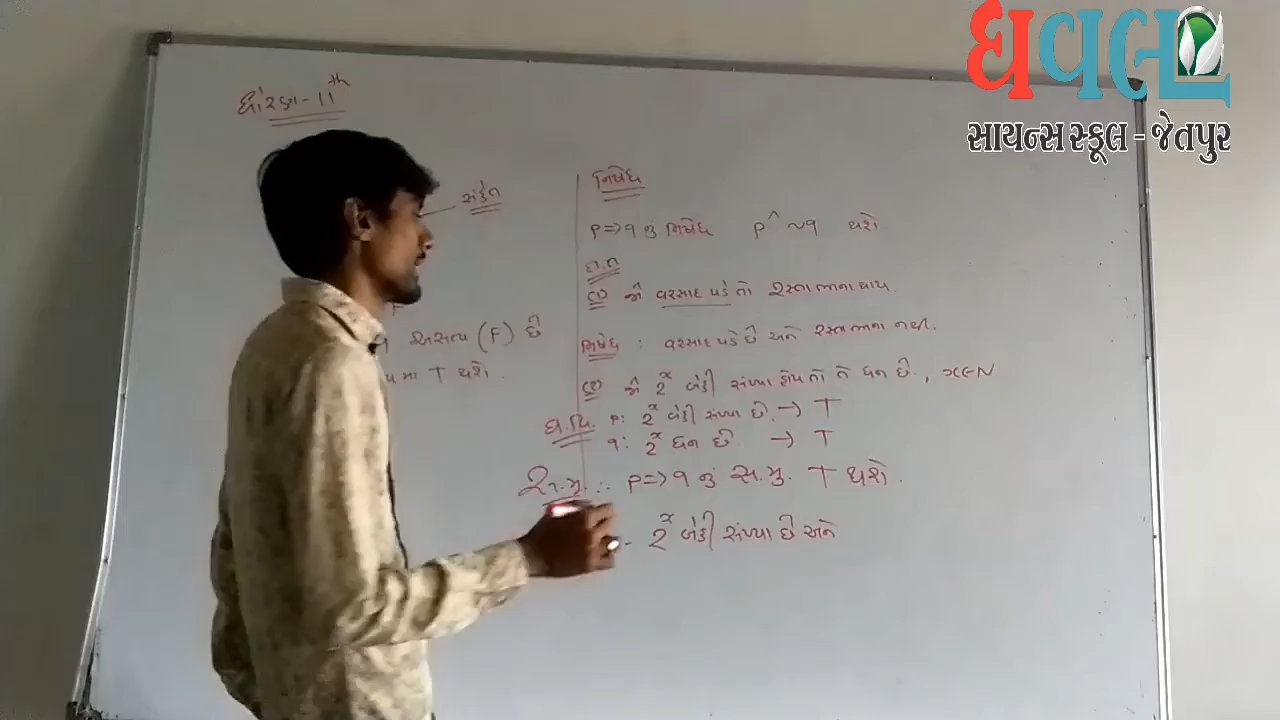 ધવલ
સાયન્સ સ્કૂલ - જેતપુર
ધોરણ-11th
સંકેત
અસત્ય (F) છે
મા T થશે.
નિષેધ
p=>q નું નિષેધ p^~q થશે
દા.ત
(1) જો વરસાદ પડે તો રસ્તા ભીના થાય.
નિષેધ : વરસાદ પડે છે અને રસ્તા ભીના નથી.
(2) જો 2^x બેકી સંખ્યા હોય તો તે ધન છે, x∈N
ઘ.વિ. p: 2^x બેકી સંખ્યા છે. -> T
q: 2^x ધન છે. -> T
સ.મુ. ∴ p=>q નું સ.મુ. T થશે.
2^x બેકી સંખ્યા છે અને